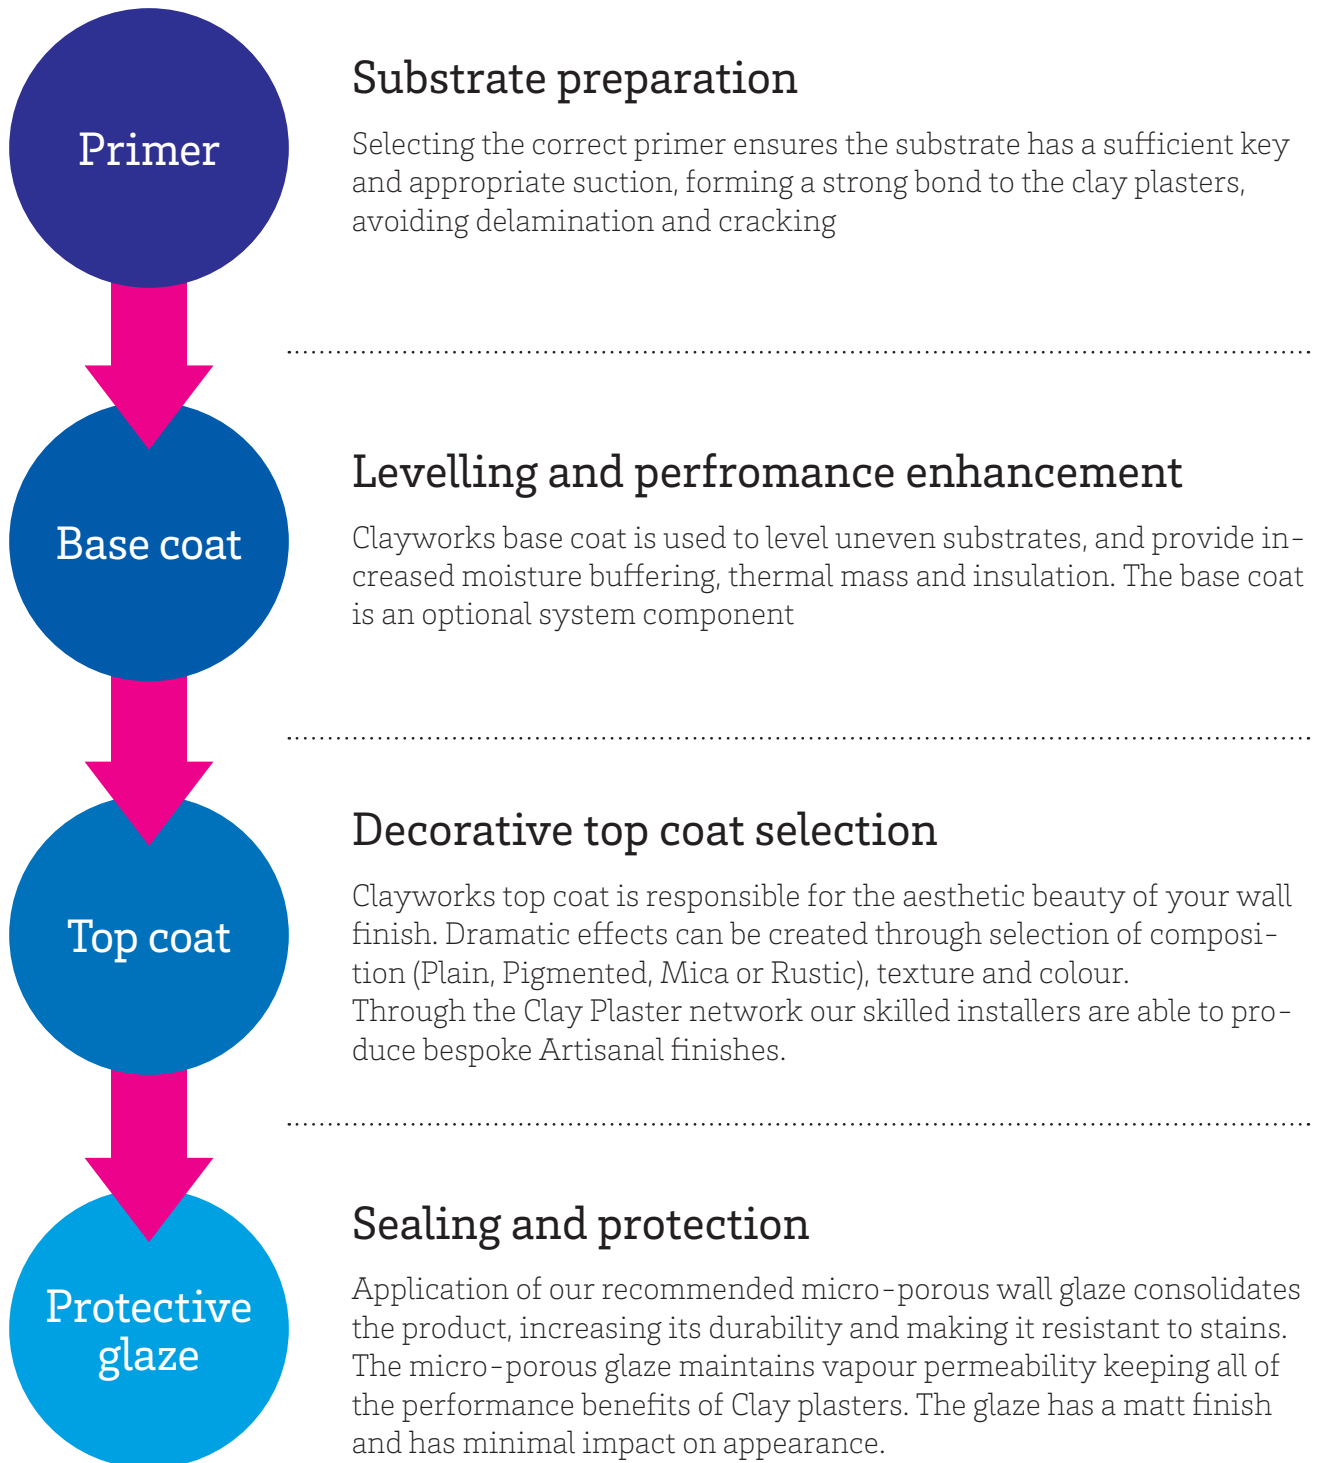 Primer
Substrate preparation
Selecting the correct primer ensures the substrate has a sufficient key
and appropriate suction, forming a strong bond to the clay plasters,
avoiding delamination and cracking
Base coat
Levelling and perfromance enhancement
Clayworks base coat is used to level uneven substrates, and provide in-
creased moisture buffering, thermal mass and insulation. The base coat
is an optional system component
Top coat
Decorative top coat selection
Clayworks top coat is responsible for the aesthetic beauty of your wall
finish. Dramatic effects can be created through selection of composi-
tion (Plain, Pigmented, Mica or Rustic), texture and colour.
Through the Clay Plaster network our skilled installers are able to pro-
duce bespoke Artisanal finishes.
Protective
glaze
Sealing and protection
Application of our recommended micro-porous wall glaze consolidates
the product, increasing its durability and making it resistant to stains.
The micro-porous glaze maintains vapour permeability keeping all of
the performance benefits of Clay plasters. The glaze has a matt finish
and has minimal impact on appearance.